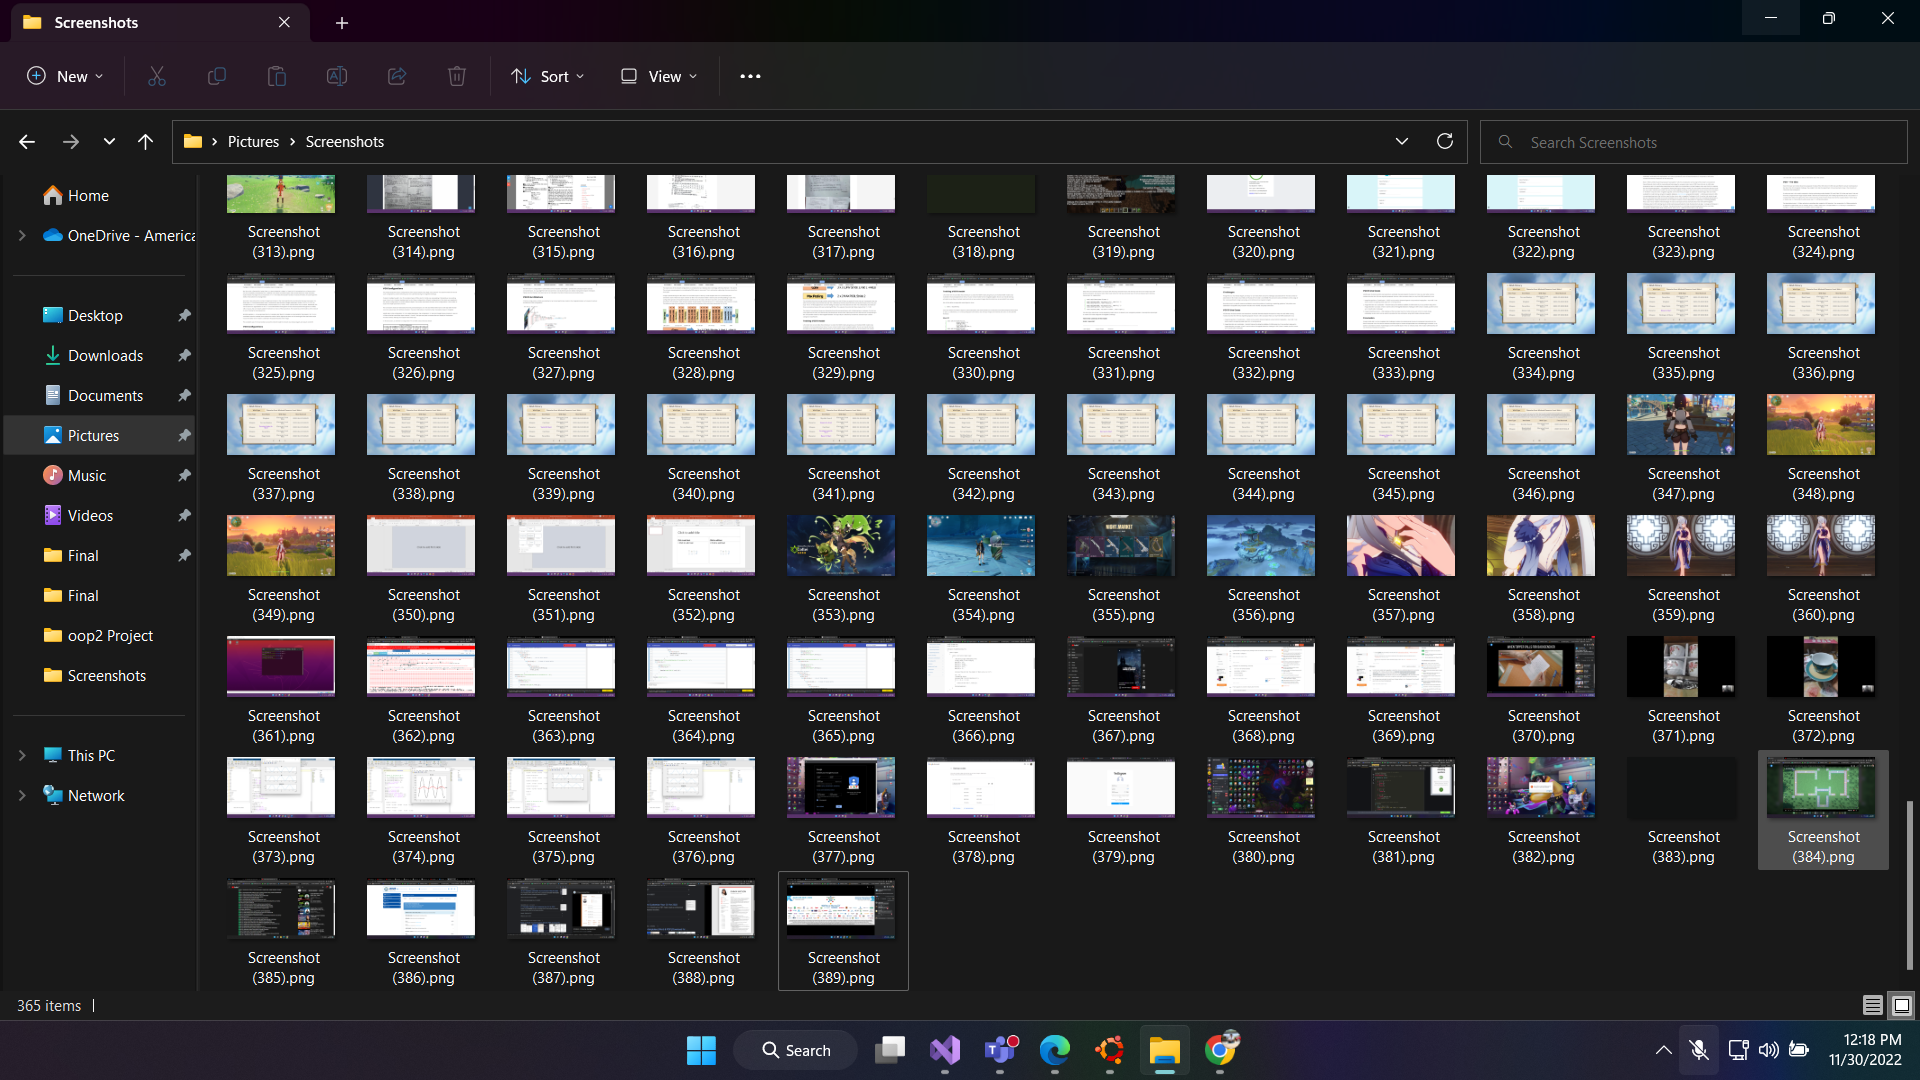 Screenshots
New
Sort
View
Pictures
Screenshots
Search Screenshots
Home
OneDrive - America
Desktop
Downloads
Documents
Pictures
Music
Videos
Final
Final
oop2 Project
Screenshots
This PC
Network
Screenshot Screenshot Screenshot Screenshot Screenshot Screenshot Screenshot Screenshot Screenshot Screenshot Screenshot Screenshot
(313).png (314).png (315).png (316).png (317).png (318).png (319).png (320).png (321).png (322).png (323).png (324).png
Screenshot Screenshot Screenshot Screenshot Screenshot Screenshot Screenshot Screenshot Screenshot Screenshot Screenshot Screenshot
(325).png (326).png (327).png (328).png (329).png (330).png (331).png (332).png (333).png (334).png (335).png (336).png
Screenshot Screenshot Screenshot Screenshot Screenshot Screenshot Screenshot Screenshot Screenshot Screenshot Screenshot Screenshot
(337).png (338).png (339).png (340).png (341).png (342).png (343).png (344).png (345).png (346).png (347).png (348).png
NIGHT.MARKET
Screenshot Screenshot Screenshot Screenshot Screenshot Screenshot Screenshot Screenshot Screenshot Screenshot Screenshot Screenshot
(349).png (350).png (351).png (352).png (353).png (354).png (355).png (356).png (357).png (358).png (359).png (360).png
Screenshot Screenshot Screenshot Screenshot Screenshot Screenshot Screenshot Screenshot Screenshot Screenshot Screenshot Screenshot
(361).png (362).png (363).png (364).png (365).png (366).png (367).png (368).png (369).png (370).png (371).png (372).png
Screenshot Screenshot Screenshot Screenshot Screenshot Screenshot Screenshot Screenshot Screenshot Screenshot Screenshot Screenshot
(373).png (374).png (375).png (376).png (377).png (378).png (379).png (380).png (381).png (382).png (383).png (384).png
Screenshot Screenshot Screenshot Screenshot Screenshot
(385).png (386).png (387).png (388).png (389).png
365 items
Search
12:18 PM
11/30/2022